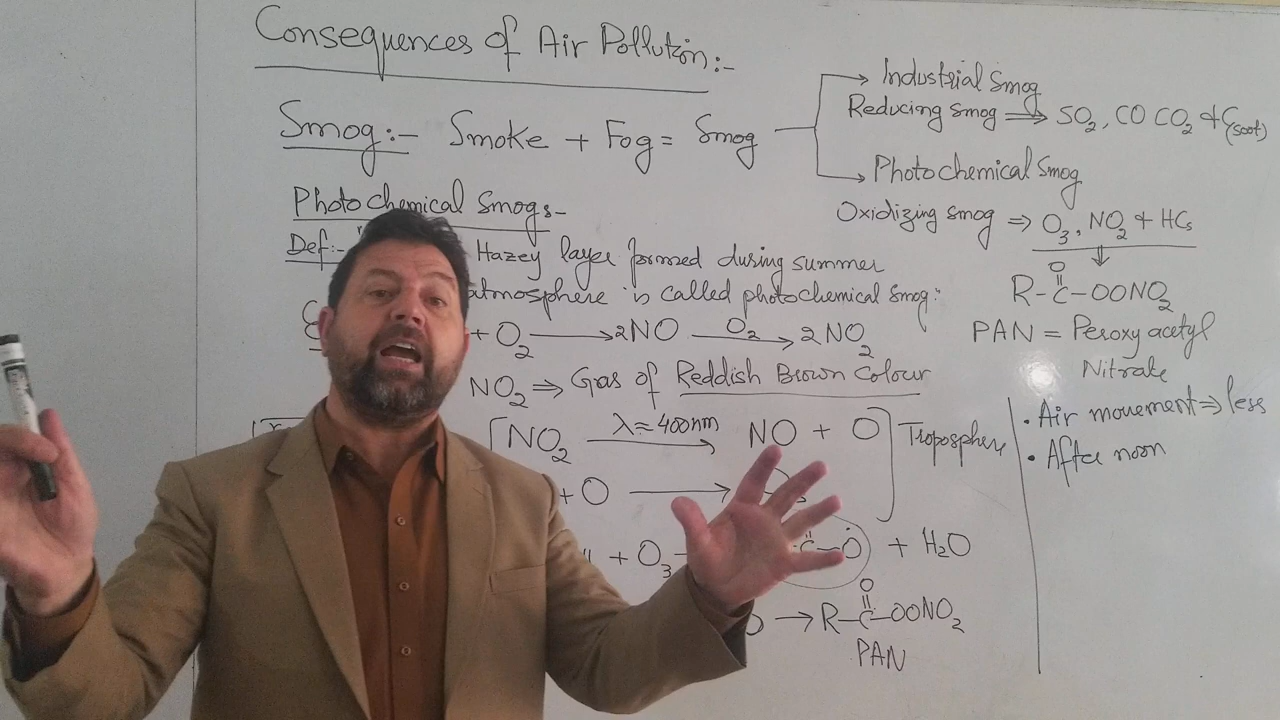 Consequences of Air Pollution:-
Smog:- Smoke + Fog = Smog
Industrial Smog
Reducing Smog ⇒ SO₂, CO CO₂ + C(soot)
Photochemical Smog
Oxidizing smog ⇒ O₃, NO₂ + HCs
O
R-C-OONO₂
PAN = Peroxy acetyl
Nitrate
Photochemical Smog:-
Def:- Hazey layer formed during summer
atmosphere is called photochemical smog:
+ O₂ → 2NO O₂ → 2NO₂
NO₂ ⇒ Gas of Reddish Brown Colour
[NO₂ λ≈400nm → NO + O] Troposphere
+ O →
+ O₃ C-O + H₂O
O
→ R-C-OONO₂
PAN
• Air movement ⇒ less
• After noon